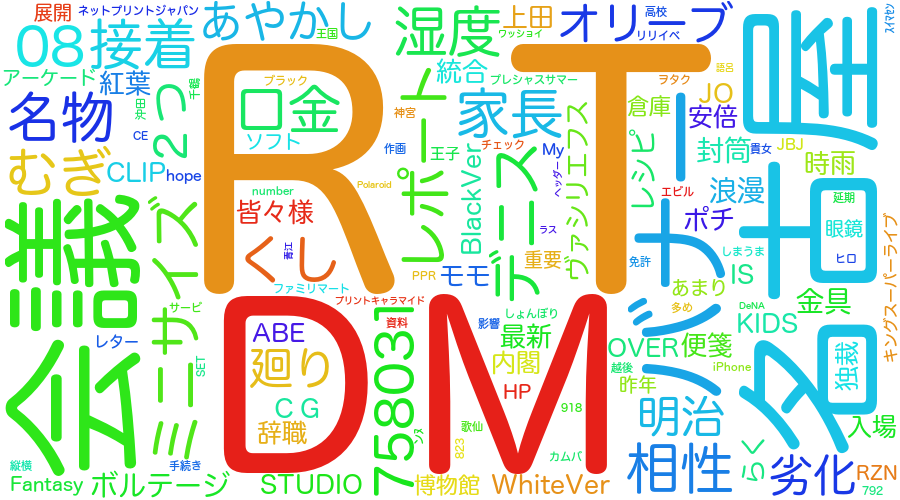 展開
ネットプリントジャパン
あやかし
王国
湿度
上田
ワッショイ
オリーブ
高校
リリイベ
名古屋
スイマセン
08
接着
RT
アーケード
紅葉
2つ
千鶴
ブラック
口金
統合
プレシャスサマー
ヲタク
語呂
JO
名物
CE
ソフト
神宮
レポート
家長
倉庫
安倍
バナナ
むぎ
CLIP
hope
作画
王子
チェック
My
貴女
JBJ
封筒
時雨
number
Polaroid
BlackVer
デニス
ヘッダー
ヴァシリエフス
レシピ
エビル
浪漫
延期
会議
ミニサイズ
皆々様
くし
ラス
ポチ
眼鏡
キングスーパーライブ
PPR
モモ
重要
免許
しまうま
ヒロ
サービ
ファミリマート
プリントキャラマイド
あまり
IS
金具
DM
レター
ABE
758031
資料
影響
しょんぼり
最新
多め
DeNA
KIDS
SET
廻り
内閣
OVER
便箋
独裁
CG
HP
越後
昨年
iPhone
辞職
918
明治
入場
縦横
手続き
歌仙
823
カムバ
相性
らく
劣化
RZN
792
Fantasy
ボルテージ
STUDIO
博物館
WhiteVer